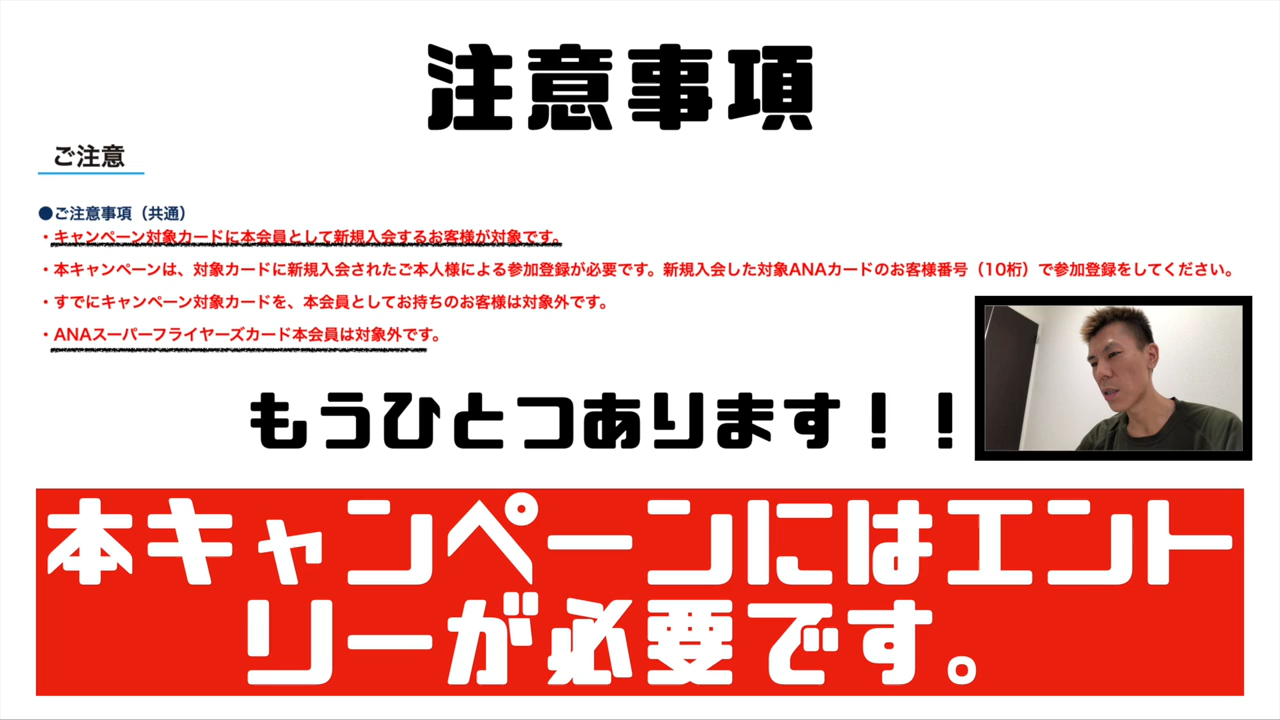 注意事項
ご注意
●ご注意事項（共通）
・キャンペーン対象カードに本会員として新規入会するお客様が対象です。
・本キャンペーンは、対象カードに新規入会されたご本人様による参加登録が必要です。新規入会した対象ANAカードのお客様番号（10桁）で参加登録をしてください。
・すでにキャンペーン対象カードを、本会員としてお持ちのお客様は対象外です。
・ANAスーパーフライヤーズカード本会員は対象外です。
もうひとつあります！！
本キャンペーンにはエント
リーが必要です。